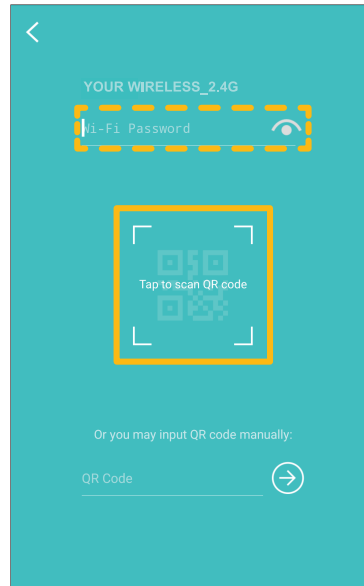 YOUR WIRELESS_2.4G
Wi-Fi Password
Tap to scan QR code
Or you may input QR code manually:
QR Code